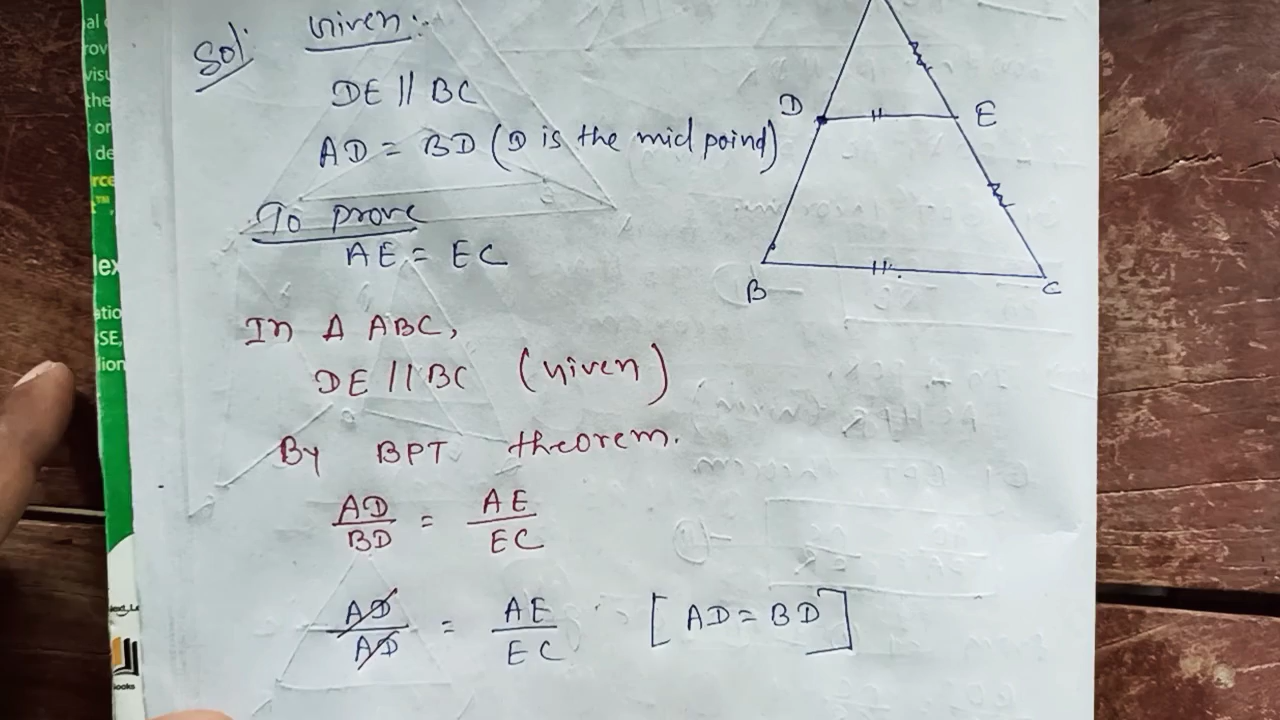 Sol:
Given:
DE || BC
AD = BD (D is the mid poind)
To prove
AE = EC
D
E
B
C
In Δ ABC,
DE || BC (Given)
By BPT theorem.
AD/BD = AE/EC
AD/AD = AE/EC [AD = BD]